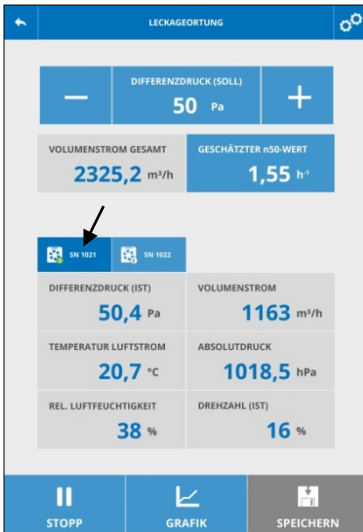 LECKAGEORTUNG
DIFFERENZDRUCK (SOLL)
50 Pa
VOLUMENSTROM GESAMT
2325,2 m³/h
GESCHÄTZTER n50-WERT
1,55 h⁻¹
SN 1021
SN 1022
DIFFERENZDRUCK (IST)
50,4 Pa
VOLUMENSTROM
1163 m³/h
TEMPERATUR LUFTSTROM
20,7 °C
ABSOLUTDRUCK
1018,5 hPa
REL. LUFTFEUCHTIGKEIT
38 %
DREHZAHL (IST)
16 %
STOPP
GRAFIK
SPEICHERN